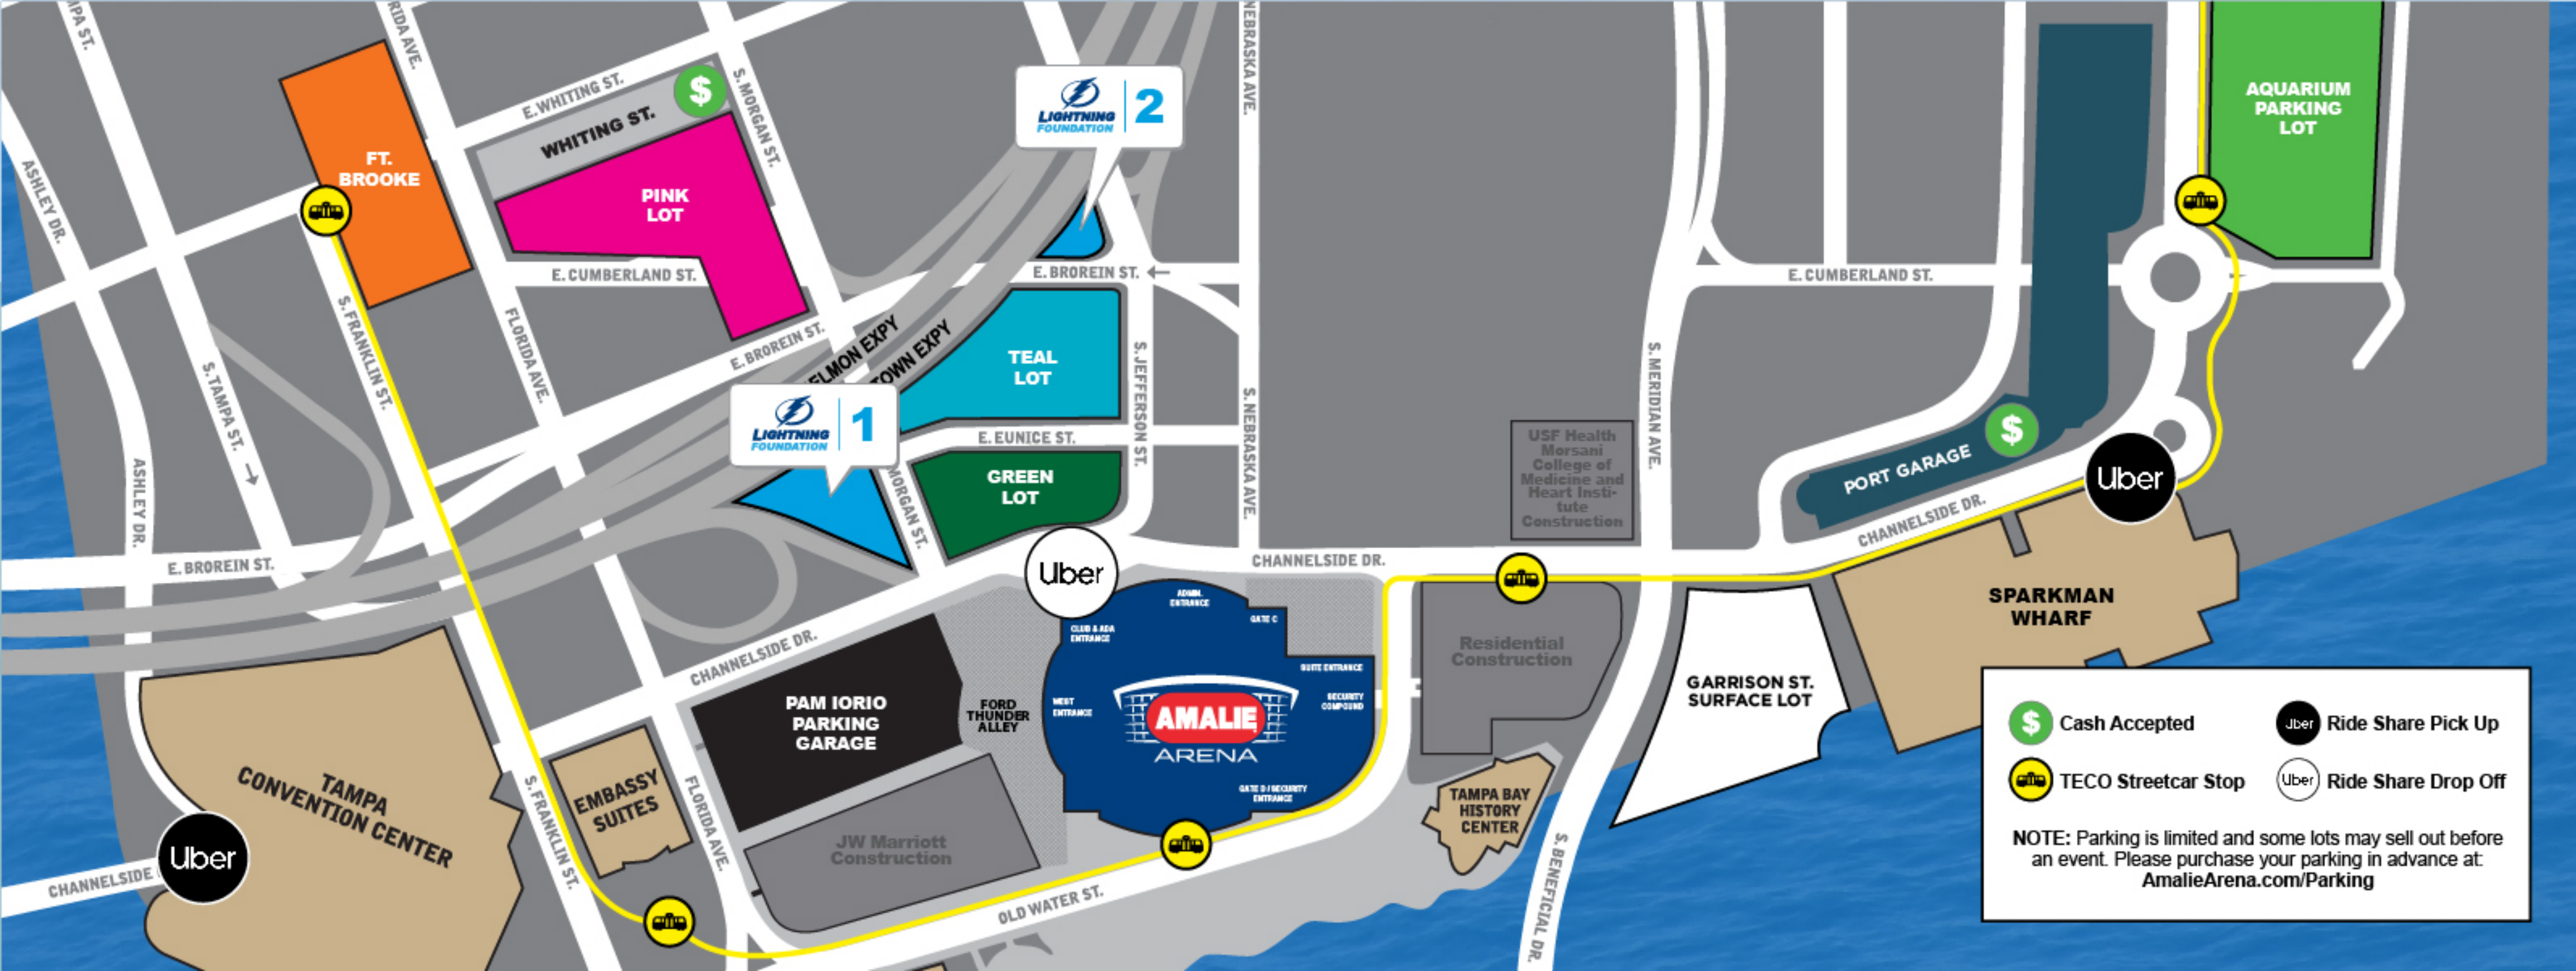 TAMPA ST.
ASHLEY DR.
FT.
BROOKE
E. WHITING ST.
WHITING ST.
$
S. MORGAN ST.
PINK
LOT
E. CUMBERLAND ST.
S. FRANKLIN ST.
FLORIDA AVE.
S. TAMPA ST.
ASHLEY DR.
E. BROREIN ST.
E. BROREIN ST.
LIGHTNING
FOUNDATION
2
E. BROREIN ST.
NEBRASKA AVE.
ELMON EXPY
TOWN EXPY
TEAL
LOT
S. JEFFERSON ST.
S. NEBRASKA AVE.
LIGHTNING
FOUNDATION
1
E. EUNICE ST.
GREEN
LOT
MORGAN ST.
Uber
CHANNELSIDE DR.
CHANNELSIDE DR.
USF Health
Morsani
College of
Medicine and
Heart Insti-
tute
Construction
S. MERIDIAN AVE.
E. CUMBERLAND ST.
AQUARIUM
PARKING
LOT
PORT GARAGE
$
CHANNELSIDE DR.
Uber
SPARKMAN
WHARF
GARRISON ST.
SURFACE LOT
Residential
Construction
ADMIN.
ENTRANCE
GATE C
CLUB & ADA
ENTRANCE
SUITE ENTRANCE
WEST
ENTRANCE
SECURITY
COMPOUND
AMALIE
ARENA
GATE D / SECURITY
ENTRANCE
PAM IORIO
PARKING
GARAGE
FORD
THUNDER
ALLEY
JW Marriott
Construction
TAMPA
CONVENTION CENTER
Uber
CHANNELSIDE
EMBASSY
SUITES
S. FRANKLIN ST.
FLORIDA AVE.
OLD WATER ST.
TAMPA BAY
HISTORY
CENTER
S. BENEFICIAL DR.
$ Cash Accepted
Uber Ride Share Pick Up
TECO Streetcar Stop
Uber Ride Share Drop Off
NOTE: Parking is limited and some lots may sell out before
an event. Please purchase your parking in advance at:
AmalieArena.com/Parking